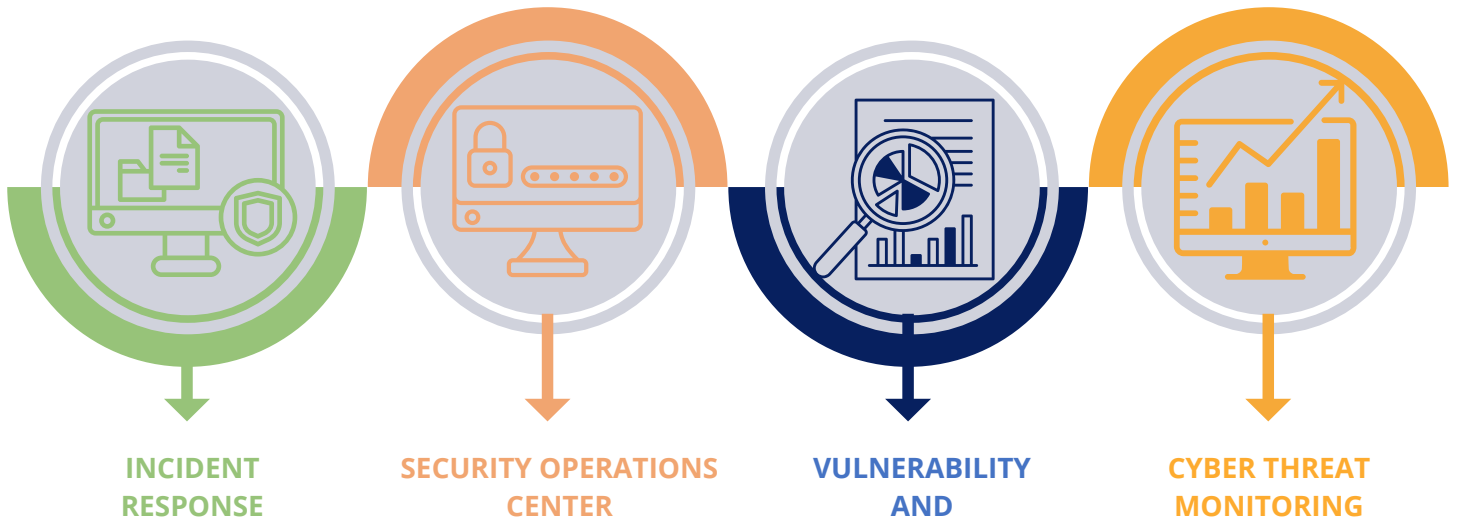 INCIDENT
RESPONSE
SECURITY OPERATIONS
CENTER
VULNERABILITY
AND
CYBER THREAT
MONITORING